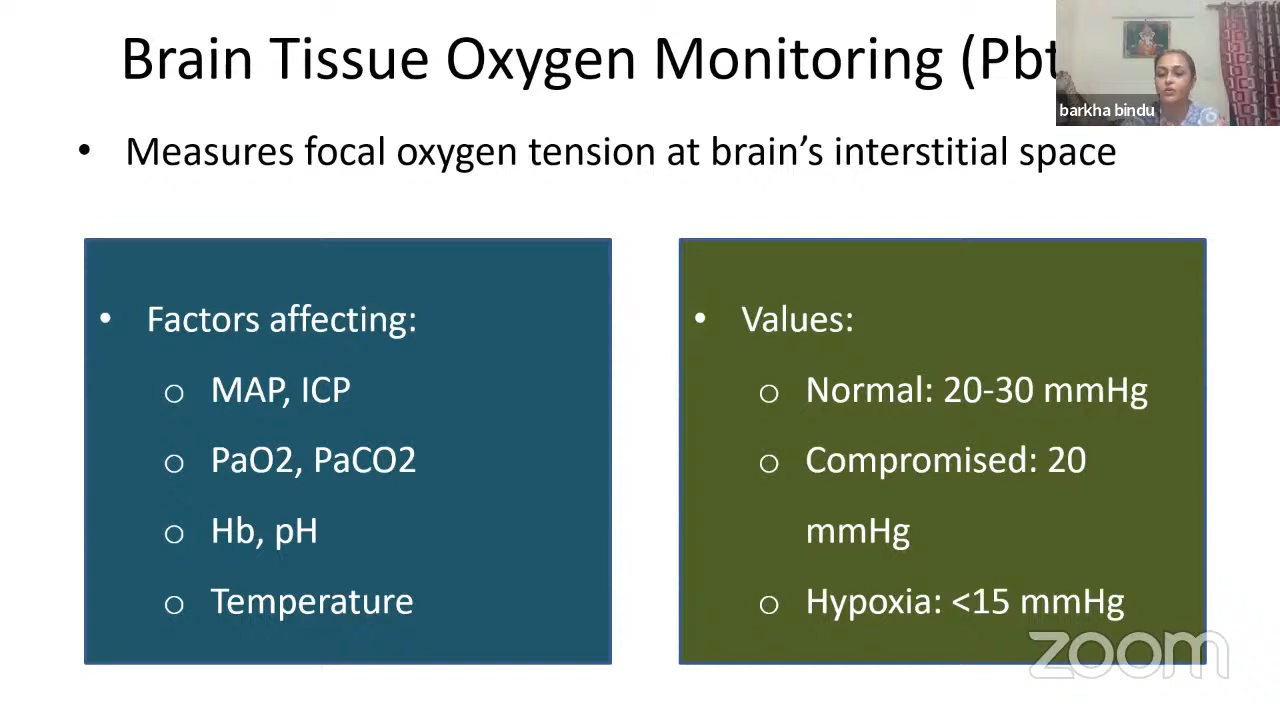 Brain Tissue Oxygen Monitoring (Pbt
barkha bindu
• Measures focal oxygen tension at brain’s interstitial space
• Factors affecting:
o MAP, ICP
o PaO2, PaCO2
o Hb, pH
o Temperature
• Values:
o Normal: 20-30 mmHg
o Compromised: 20
mmHg
o Hypoxia: <15 mmHg
zoom